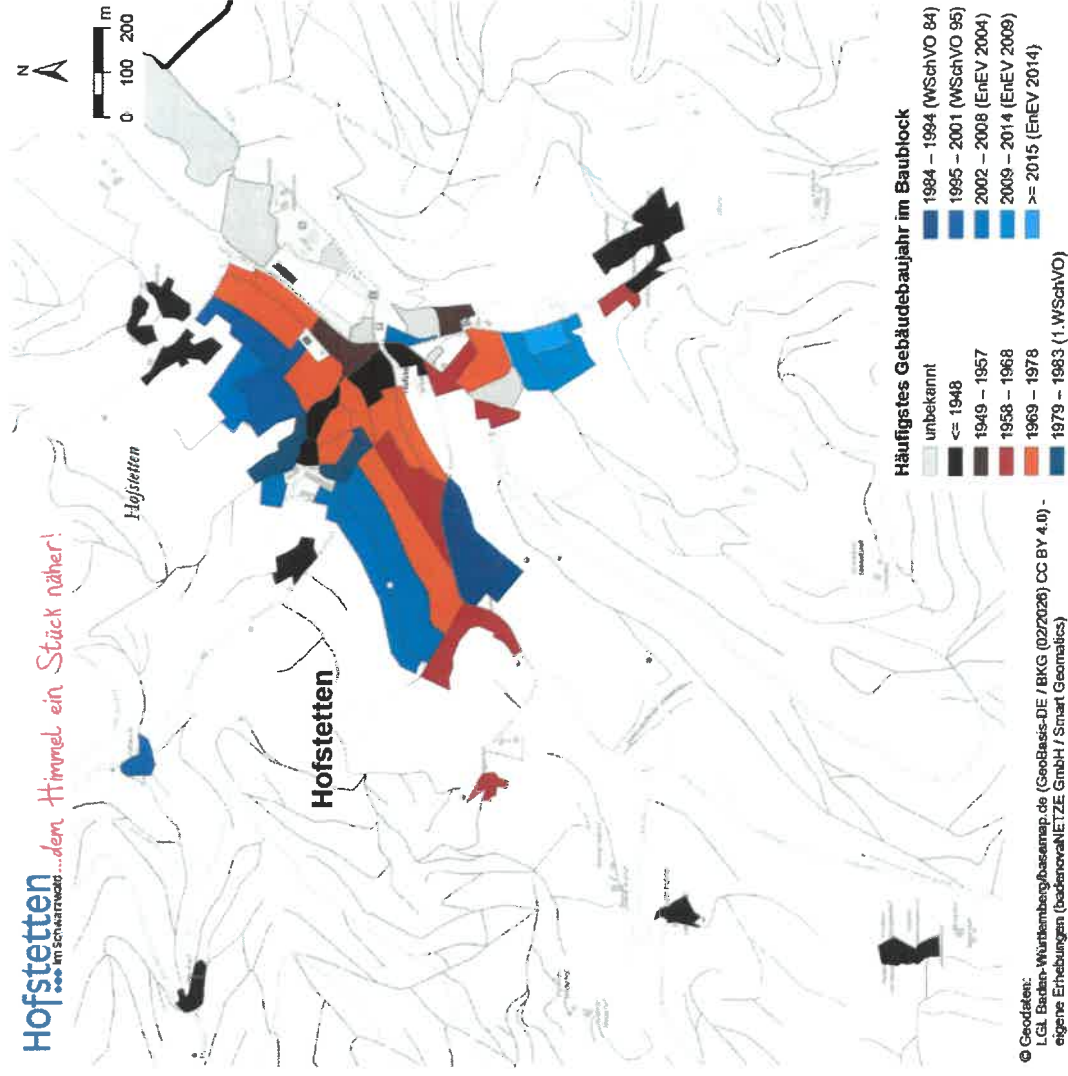 Hofstetten
... im Schwarzwald ...dem Himmel ein Stück näher!
N
0 100 200 m
Hofstetten
Hofstetten
Häufigstes Gebäudebaujahr im Baublock
unbekannt
<= 1948
1949 – 1957
1958 – 1968
1969 – 1978
1979 – 1983 (1.WSchVO)
1984 – 1994 (WSchVO 84)
1995 – 2001 (WSchVO 95)
2002 – 2008 (EnEV 2004)
2009 – 2014 (EnEV 2009)
>= 2015 (EnEV 2014)
© Geodaten:
LGL Baden-Württemberg/basemap.de (GeoBasis-DE / BKG (02/2026) CC BY 4.0) -
eigene Erhebungen (badenovaNETZE GmbH / Smart Geomatics)